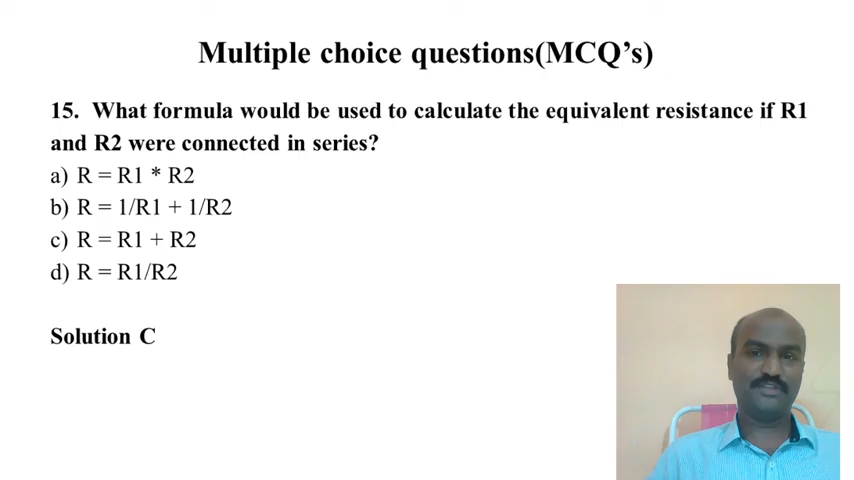 Multiple choice questions(MCQ’s)
15. What formula would be used to calculate the equivalent resistance if R1
and R2 were connected in series?
a) R = R1 * R2
b) R = 1/R1 + 1/R2
c) R = R1 + R2
d) R = R1/R2
Solution C